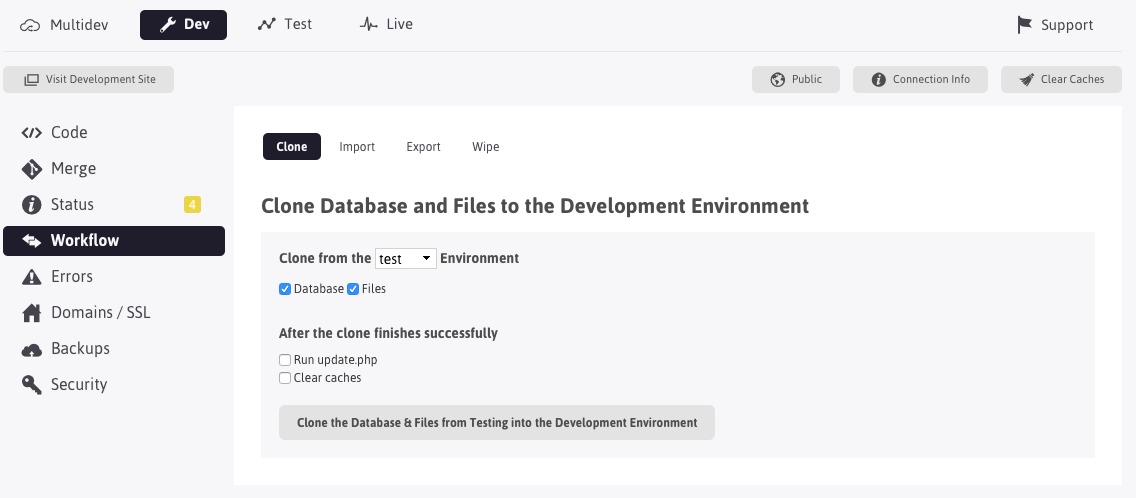 Multidev Dev Test Live Support
Visit Development Site Public Connection Info Clear Caches
Code
Merge
Status 4
Workflow
Errors
Domains / SSL
Backups
Security
Clone Import Export Wipe
Clone Database and Files to the Development Environment
Clone from the test Environment
Database Files
After the clone finishes successfully
Run update.php
Clear caches
Clone the Database & Files from Testing into the Development Environment